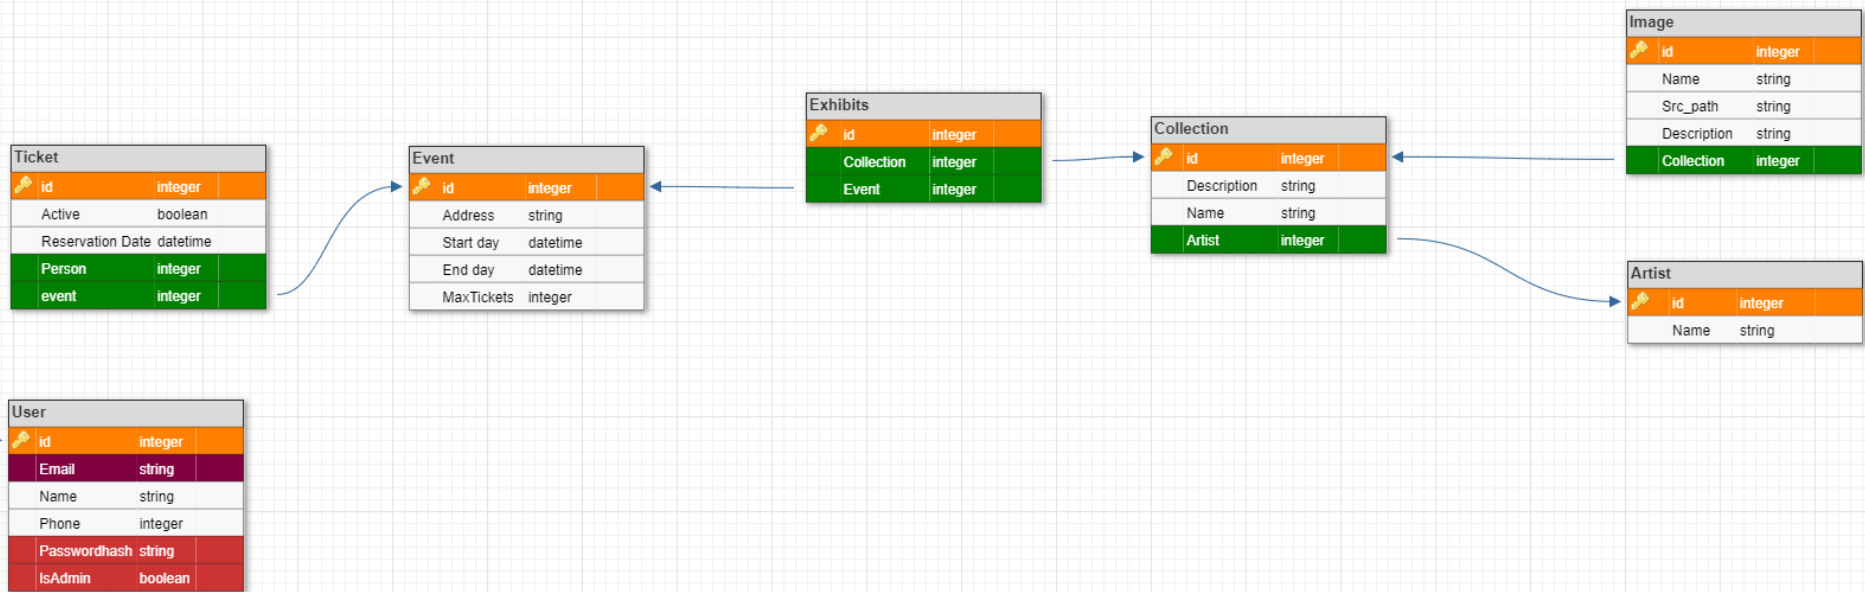 Ticket
id integer
Active boolean
Reservation Date datetime
Person integer
event integer
Event
id integer
Address string
Start day datetime
End day datetime
MaxTickets integer
Exhibits
id integer
Collection integer
Event integer
Collection
id integer
Description string
Name string
Artist integer
Image
id integer
Name string
Src_path string
Description string
Collection integer
Artist
id integer
Name string
User
id integer
Email string
Name string
Phone integer
Passwordhash string
IsAdmin boolean